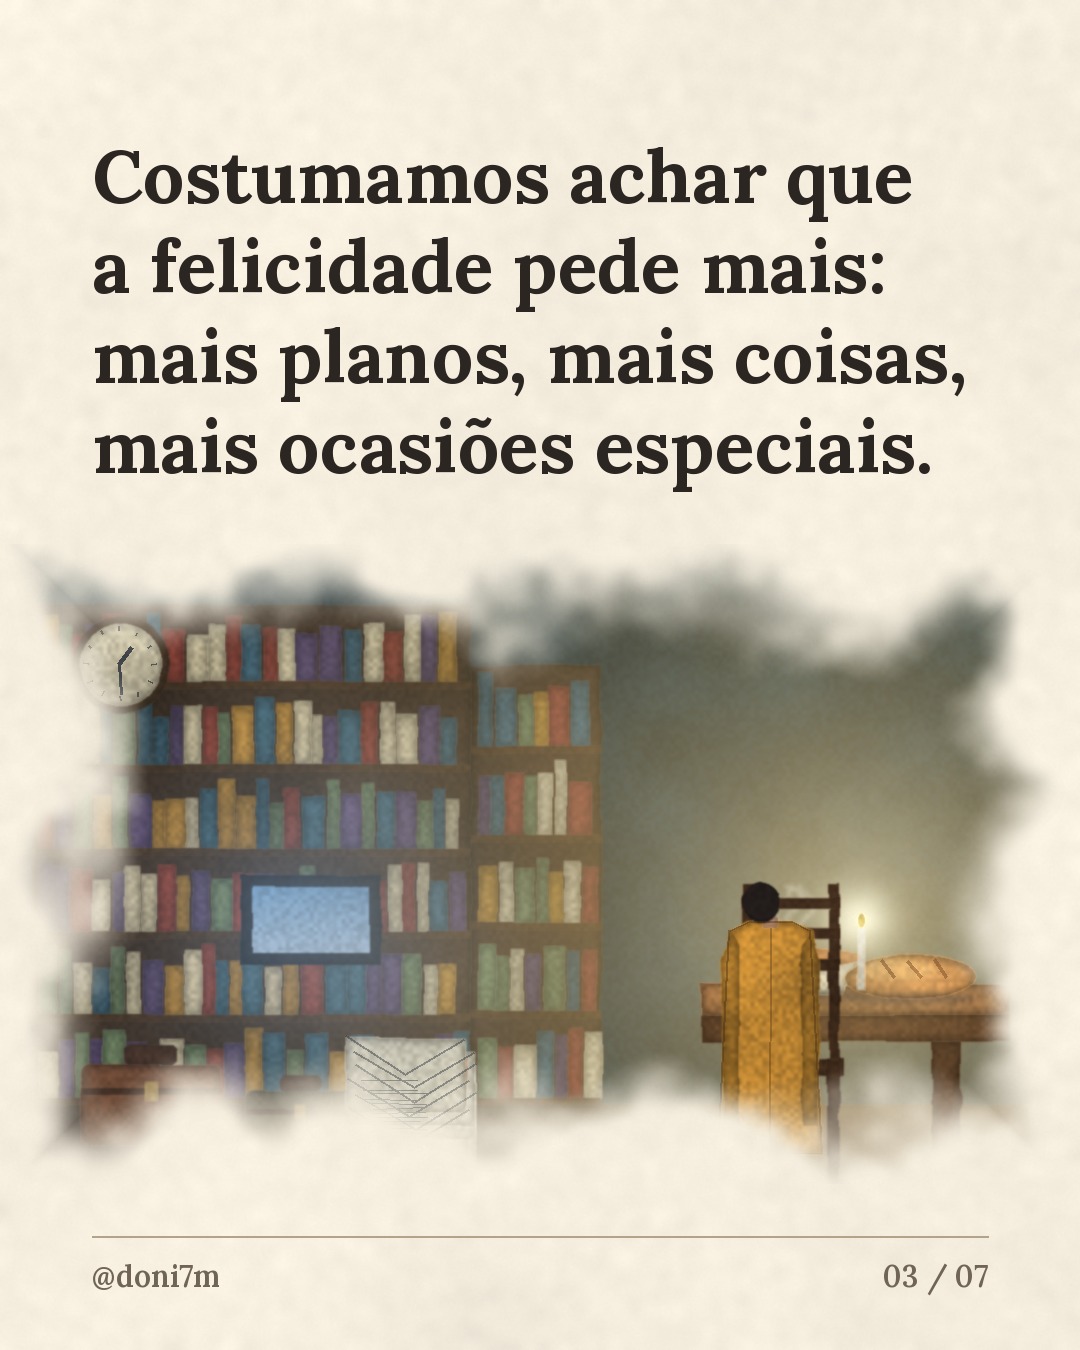 Costumamos achar que
a felicidade pede mais:
mais planos, mais coisas,
mais ocasiões especiais.
@doni7m
03 / 07